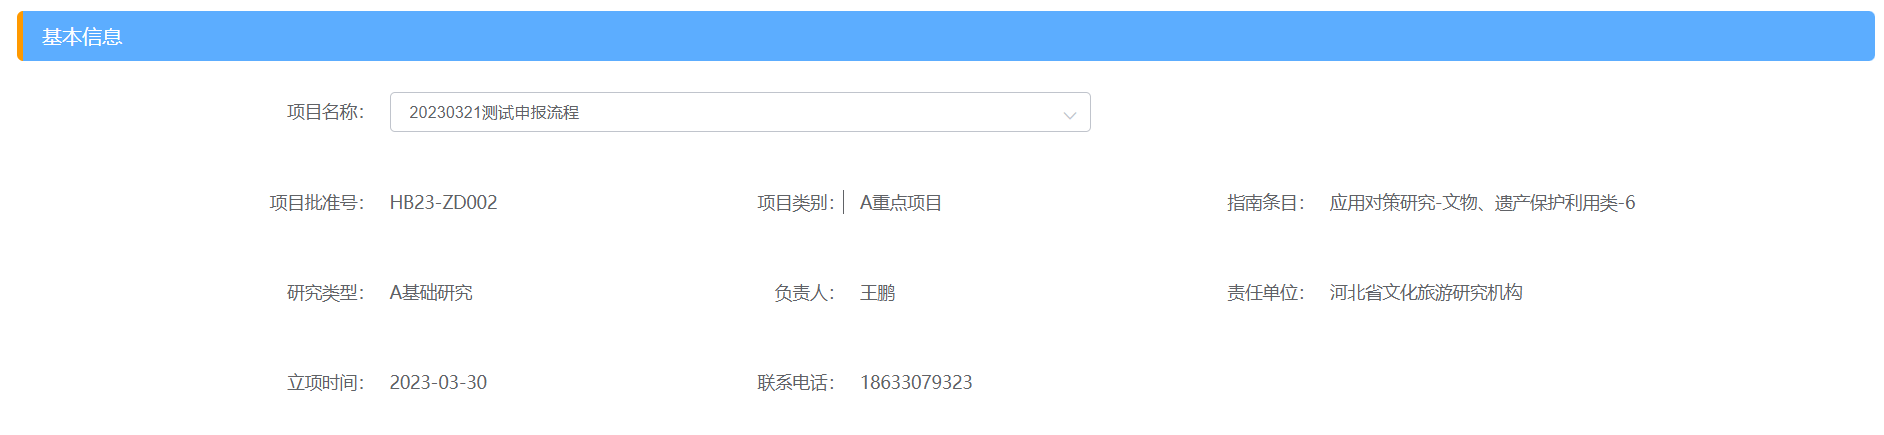 基本信息
项目名称： 20230321测试申报流程
项目批准号： HB23-ZD002 项目类别： A重点项目 指南条目： 应用对策研究-文物、遗产保护利用类-6
研究类型： A基础研究 负责人： 王鹏 责任单位： 河北省文化旅游研究机构
立项时间： 2023-03-30 联系电话： 18633079323